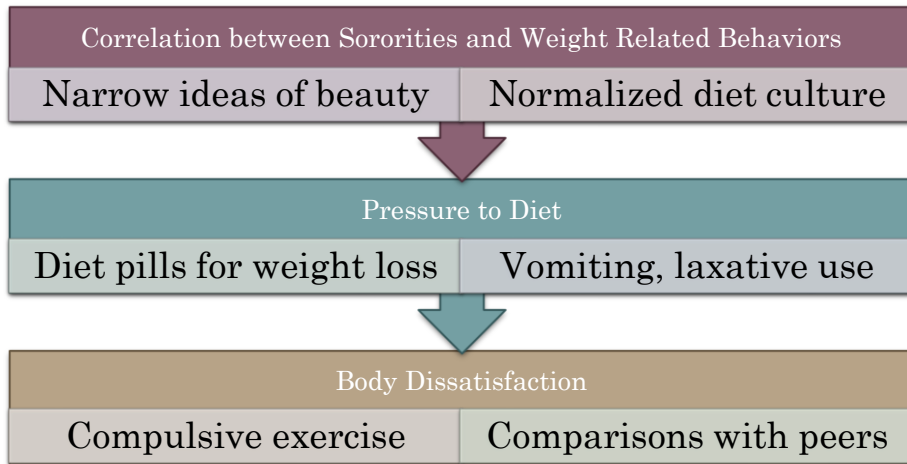 Correlation between Sororities and Weight Related Behaviors
Narrow ideas of beauty
Normalized diet culture
Pressure to Diet
Diet pills for weight loss
Vomiting, laxative use
Body Dissatisfaction
Compulsive exercise
Comparisons with peers